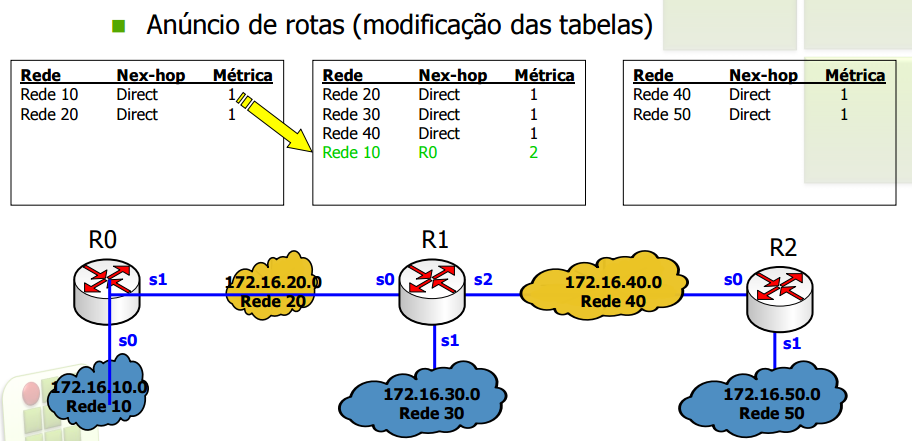 Anúncio de rotas (modificação das tabelas)
Rede Nex-hop Métrica
Rede 10 Direct 1
Rede 20 Direct 1
Rede Nex-hop Métrica
Rede 20 Direct 1
Rede 30 Direct 1
Rede 40 Direct 1
Rede 10 R0 2
Rede Nex-hop Métrica
Rede 40 Direct 1
Rede 50 Direct 1
R0
R1
R2
s1
172.16.20.0
Rede 20
s0
s2
172.16.40.0
Rede 40
s0
s0
s1
s1
172.16.10.0
Rede 10
172.16.30.0
Rede 30
172.16.50.0
Rede 50